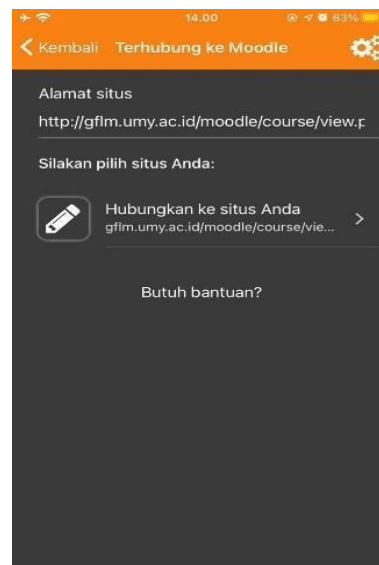 14.00
83%
Kembali Terhubung ke Moodle
Alamat situs
http://gflm.umy.ac.id/moodle/course/view.p
Silakan pilih situs Anda:
Hubungkan ke situs Anda
gflm.umy.ac.id/moodle/course/vie...
Butuh bantuan?